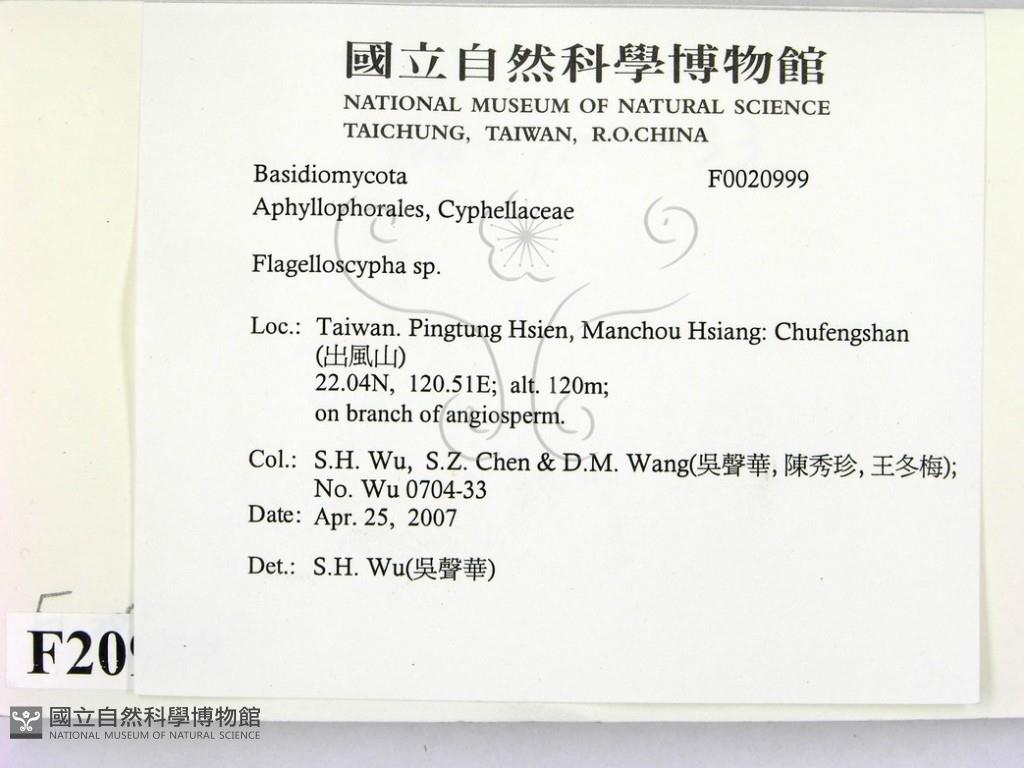 國立自然科學博物館
NATIONAL MUSEUM OF NATURAL SCIENCE
TAICHUNG, TAIWAN, R.O.CHINA
Basidiomycota F0020999
Aphyllophorales, Cyphellaceae
Flagelloscypha sp.
Loc.: Taiwan. Pingtung Hsien, Manchou Hsiang: Chufengshan
(出風山)
22.04N, 120.51E; alt. 120m;
on branch of angiosperm.
Col.: S.H. Wu, S.Z. Chen & D.M. Wang(吳聲華, 陳秀珍, 王冬梅);
No. Wu 0704-33
Date: Apr. 25, 2007
Det.: S.H. Wu(吳聲華)
F209
國立自然科學博物館
NATIONAL MUSEUM OF NATURAL SCIENCE